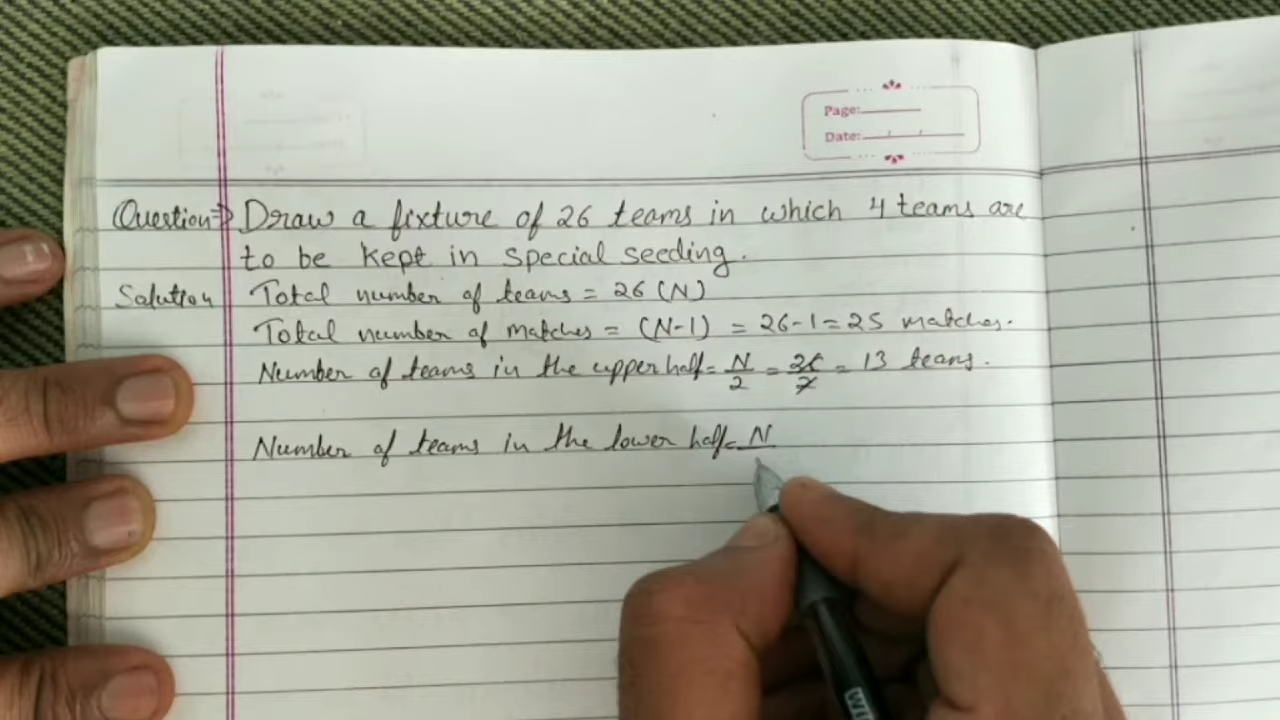 Page:
Date:
Question⇒ Draw a fixture of 26 teams in which 4 teams are
to be kept in special seeding.
Solution Total number of teams = 26 (N)
Total number of matches = (N-1) = 26-1 = 25 matches.
Number of teams in the upper half = N/2 = 26/2 = 13 teams.
Number of teams in the lower half = N